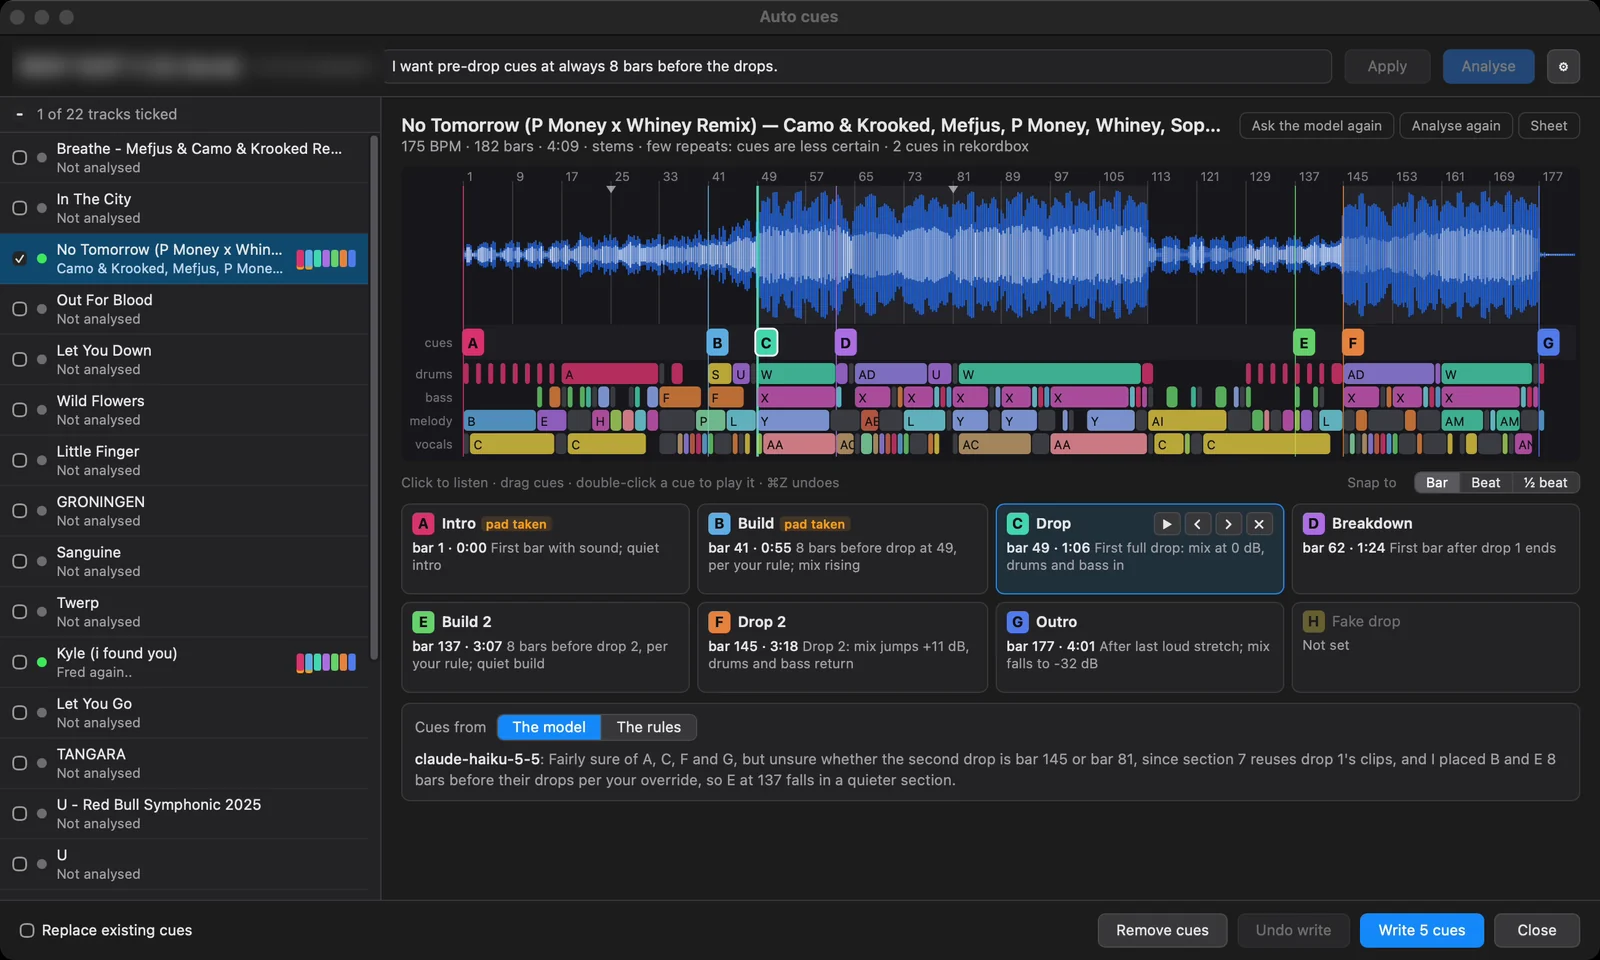 Auto cues
I want pre-drop cues at always 8 bars before the drops.
Apply
Analyse
1 of 22 tracks ticked
Breathe - Mefjus & Camo & Krooked Re...
Not analysed
In The City
Not analysed
No Tomorrow (P Money x Whin...
Camo & Krooked, Mefjus, P Mone...
Out For Blood
Not analysed
Let You Down
Not analysed
Wild Flowers
Not analysed
Little Finger
Not analysed
GRONINGEN
Not analysed
Sanguine
Not analysed
Twerp
Not analysed
Kyle (i found you)
Fred again..
Let You Go
Not analysed
TANGARA
Not analysed
U - Red Bull Symphonic 2025
Not analysed
U
Not analysed
No Tomorrow (P Money x Whiney Remix) — Camo & Krooked, Mefjus, P Money, Whiney, Sop...
Ask the model again
Analyse again
Sheet
175 BPM · 182 bars · 4:09 · stems · few repeats: cues are less certain · 2 cues in rekordbox
1 9 17 25 33 41 49 57 65 73 81 89 97 105 113 121 129 137 145 153 161 169 177
cues A B C D E F G
drums A S U W AD U W AD W
bass F F X X X X X X X X X
melody B E H P L Y AE L Y Y Y AI L AM AM
vocals C C AA AC AC AA C C AN
Click to listen · drag cues · double-click a cue to play it · ⌘Z undoes
Snap to Bar Beat ½ beat
A Intro pad taken
bar 1 · 0:00 First bar with sound; quiet
intro
B Build pad taken
bar 41 · 0:55 8 bars before drop at 49,
per your rule; mix rising
C Drop
bar 49 · 1:06 First full drop: mix at 0 dB,
drums and bass in
D Breakdown
bar 62 · 1:24 First bar after drop 1 ends
E Build 2
bar 137 · 3:07 8 bars before drop 2, per
your rule; quiet build
F Drop 2
bar 145 · 3:18 Drop 2: mix jumps +11 dB,
drums and bass return
G Outro
bar 177 · 4:01 After last loud stretch; mix
falls to -32 dB
H Fake drop
Not set
Cues from The model The rules
claude-haiku-5-5: Fairly sure of A, C, F and G, but unsure whether the second drop is bar 145 or bar 81, since section 7 reuses drop 1's clips, and I placed B and E 8
bars before their drops per your override, so E at 137 falls in a quieter section.
Replace existing cues
Remove cues
Undo write
Write 5 cues
Close